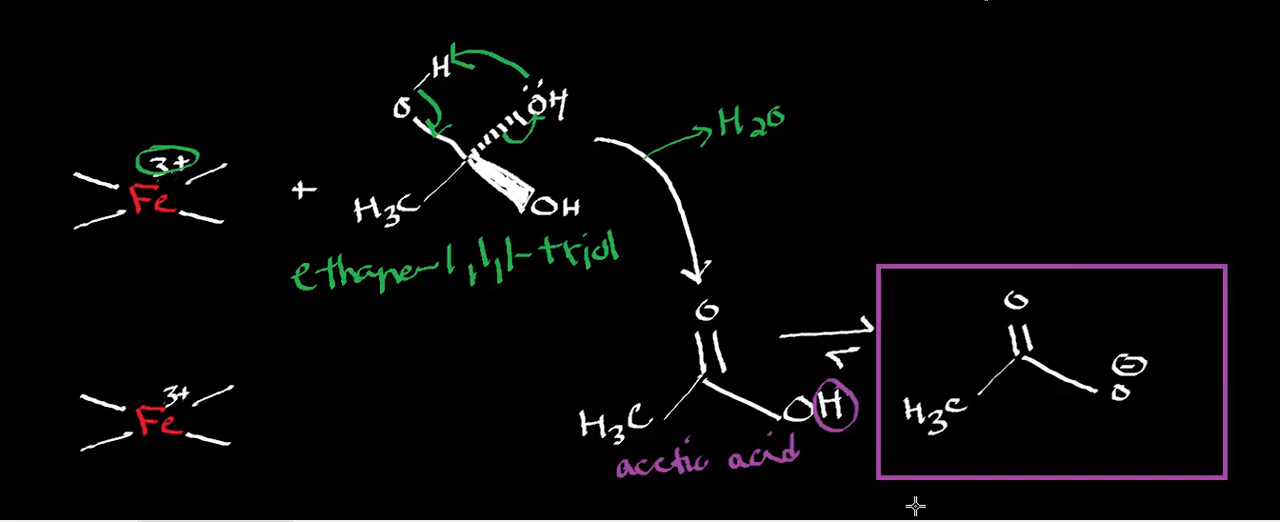 H
O
OH
H₂O
3+
Fe
+
H₃C
OH
ethane-1,1,1-triol
O
O
⊖
3+
Fe
H₃C
OH
H₃C
O
acetic acid